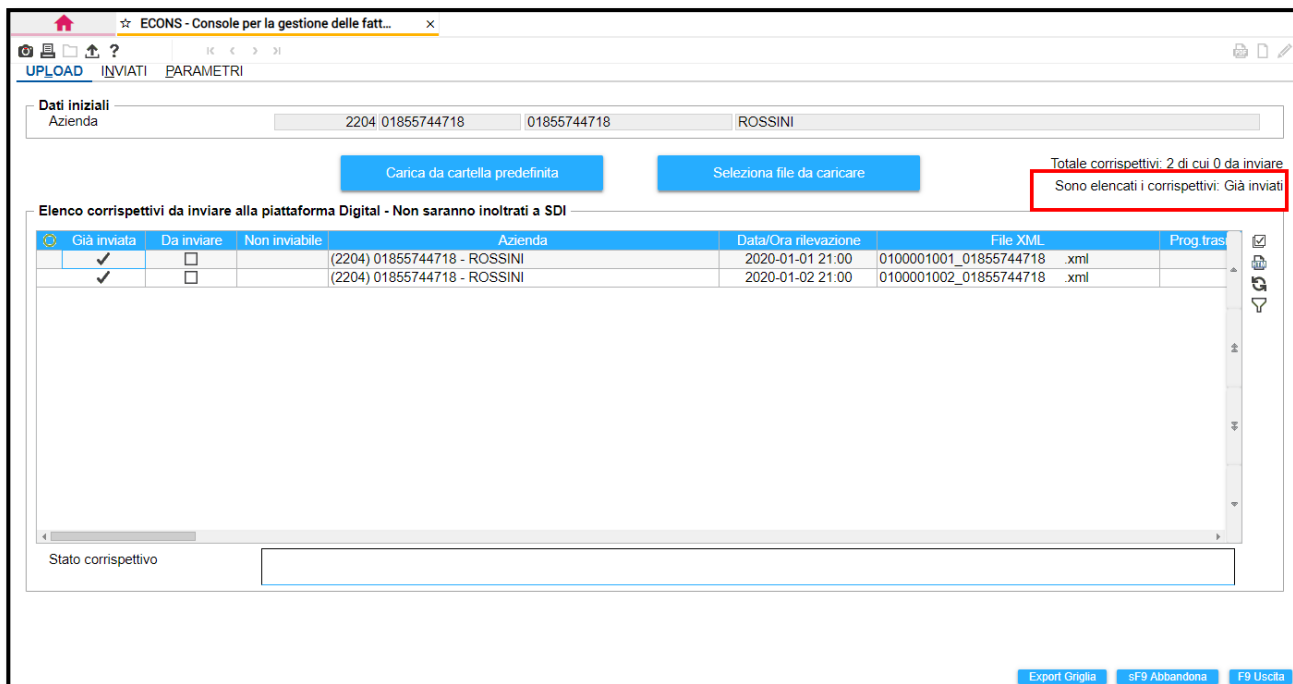 ECONS - Console per la gestione delle fatt...
UPLOAD INVIATI PARAMETRI
Dati iniziali
Azienda 2204 01855744718 01855744718 ROSSINI
Carica da cartella predefinita Seleziona file da caricare Totale corrispettivi: 2 di cui 0 da inviare
Sono elencati i corrispettivi: Già inviati
Elenco corrispettivi da inviare alla piattaforma Digital - Non saranno inoltrati a SDI
Già inviata Da inviare Non inviabile Azienda Data/Ora rilevazione File XML Prog.tras
(2204) 01855744718 - ROSSINI 2020-01-01 21:00 0100001001_01855744718 .xml
(2204) 01855744718 - ROSSINI 2020-01-02 21:00 0100001002_01855744718 .xml
Stato corrispettivo
Export Griglia sF9 Abbandona F9 Uscita